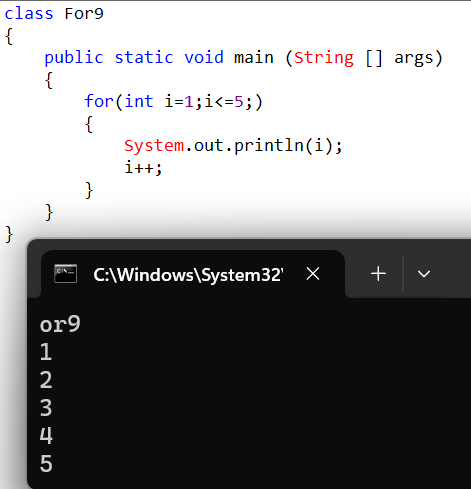 class For9
{
    public static void main (String [] args)
    {
        for(int i=1;i<=5;)
        {
            System.out.println(i);
            i++;
        }
    }
}
C:\Windows\System32\
or9
1
2
3
4
5